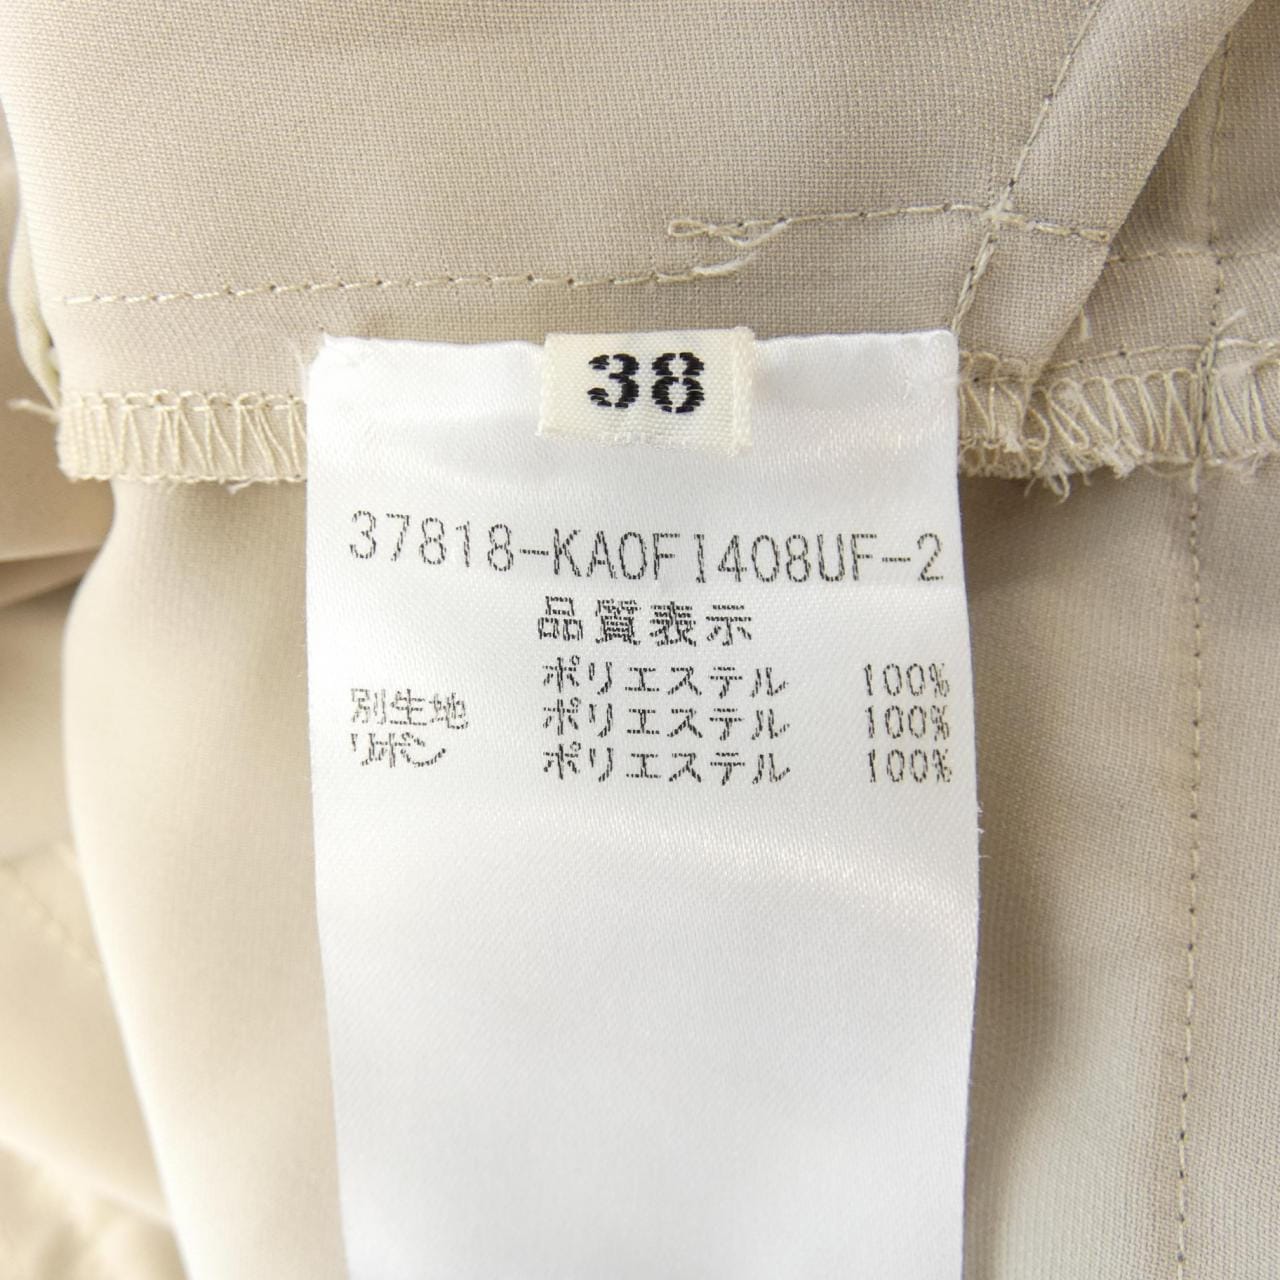 38
37818-KA0FI408UF-2
品質表示
ポリエステル 100%
別生地 ポリエステル 100%
リボン ポリエステル 100%